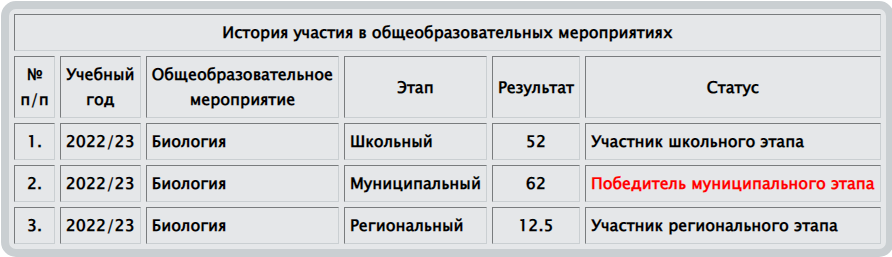 История участия в общеобразовательных мероприятиях
№ п/п Учебный год Общеобразовательное мероприятие Этап Результат Статус
1. 2022/23 Биология Школьный 52 Участник школьного этапа
2. 2022/23 Биология Муниципальный 62 Победитель муниципального этапа
3. 2022/23 Биология Региональный 12.5 Участник регионального этапа